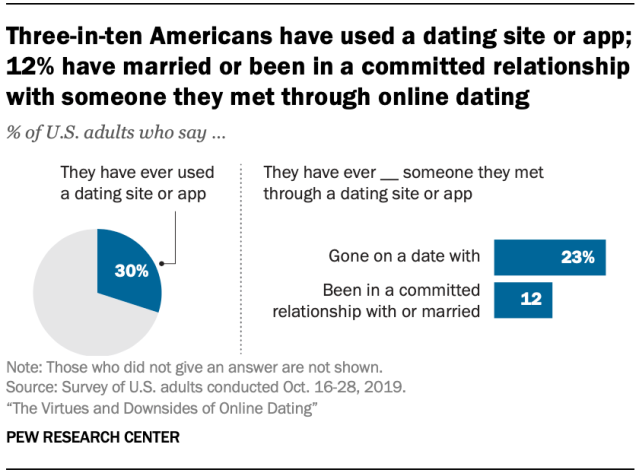 Three-in-ten Americans have used a dating site or app;
12% have married or been in a committed relationship
with someone they met through online dating
% of U.S. adults who say ...
They have ever used
a dating site or app
30%
They have ever __ someone they met
through a dating site or app
Gone on a date with
23%
Been in a committed
relationship with or married
12
Note: Those who did not give an answer are not shown.
Source: Survey of U.S. adults conducted Oct. 16-28, 2019.
“The Virtues and Downsides of Online Dating”
PEW RESEARCH CENTER